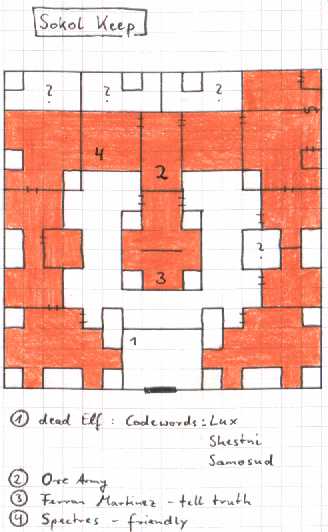 Sokol Keep
? ? ?
5
4
2
?
3
1
① dead Elf : Codewords : Lux
Shestni
Samosud
② Orc Army
③ Ferran Martinez - tell truth
④ Spectres - friendly